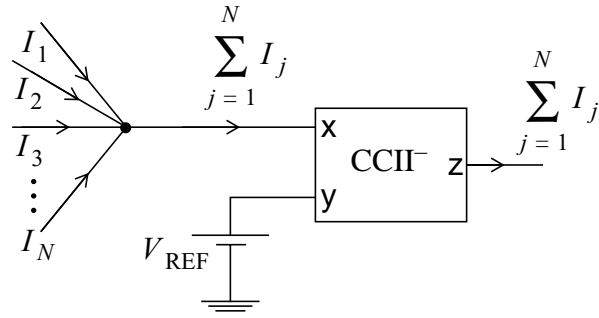 I1
I2
I3
⋮
IN
N
∑ Ij
j = 1
x
y
CCII−
z
VREF
N
∑ Ij
j = 1